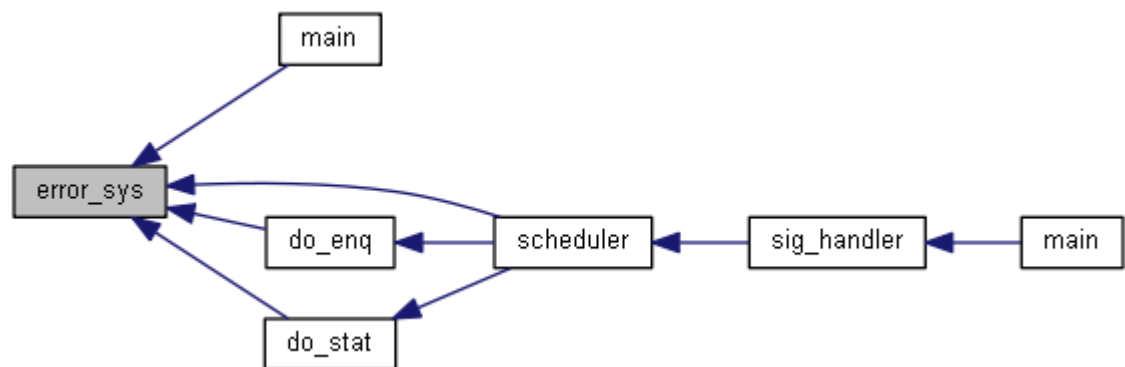 main
error_sys
do_enq
scheduler
sig_handler
main
do_stat